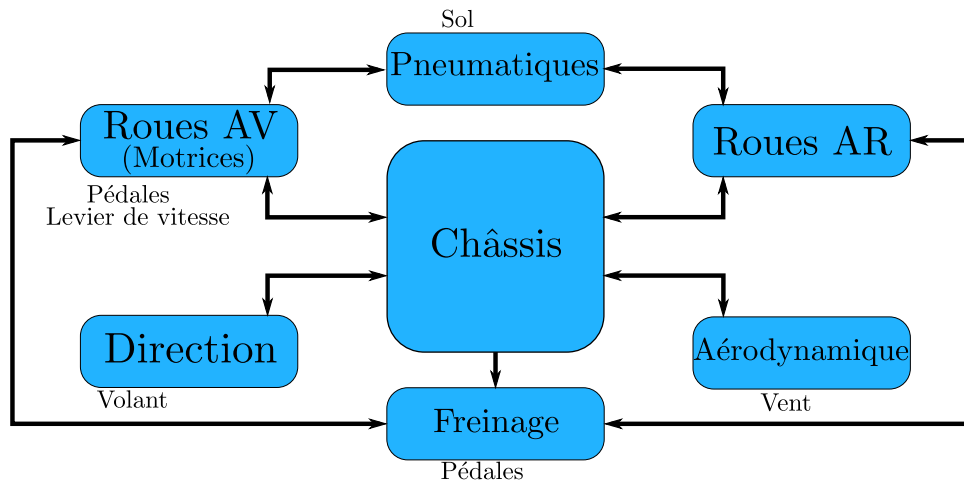 Sol
Pneumatiques
Roues AV
(Motrices)
Roues AR
Pédales
Levier de vitesse
Châssis
Direction
Aérodynamique
Volant
Vent
Freinage
Pédales